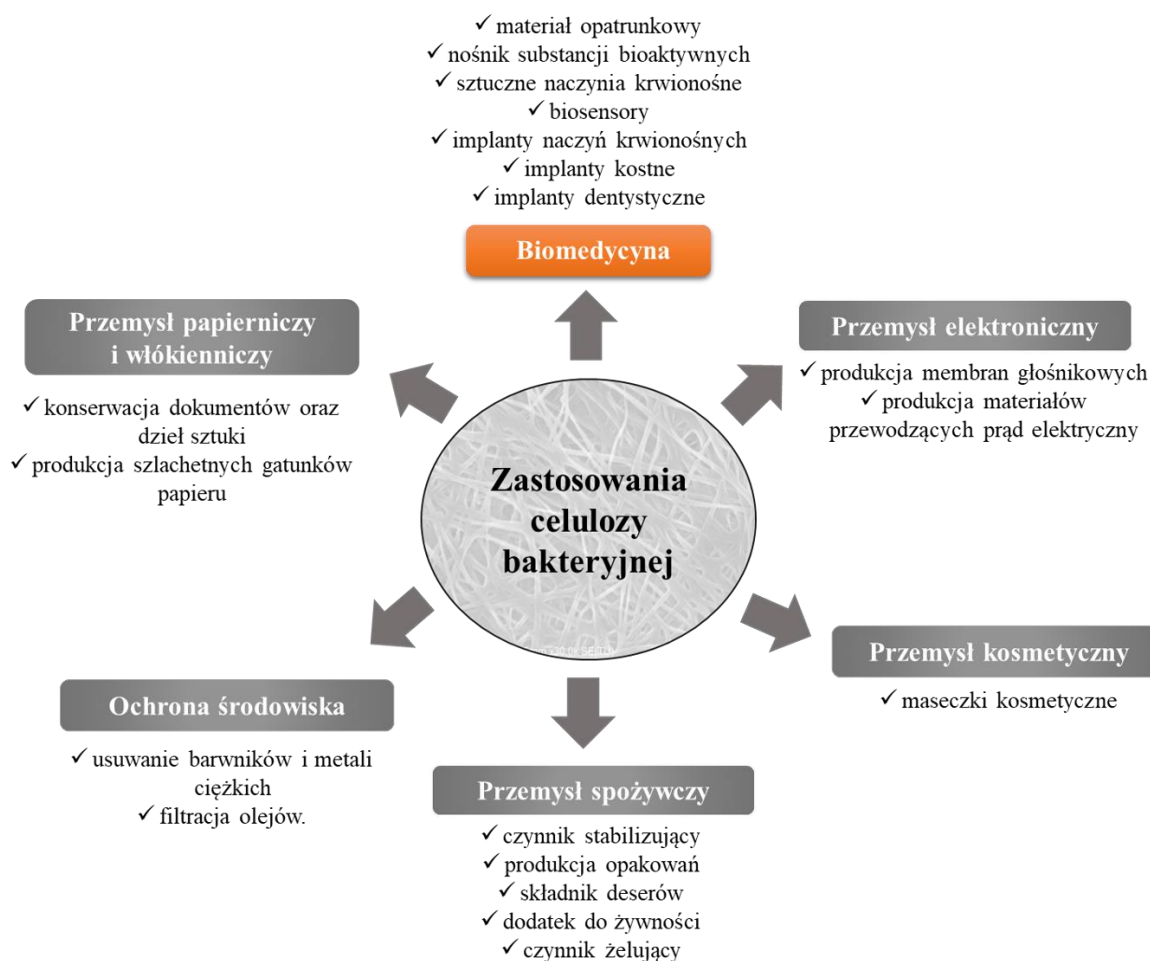 ✓ materiał opatrunkowy
✓ nośnik substancji bioaktywnych
✓ sztuczne naczynia krwionośne
✓ biosensory
✓ implanty naczyń krwionośnych
✓ implanty kostne
✓ implanty dentystyczne
Biomedycyna
Przemysł papierniczy
i włókienniczy
✓ konserwacja dokumentów oraz
dzieł sztuki
✓ produkcja szlachetnych gatunków
papieru
Przemysł elektroniczny
✓ produkcja membran głośnikowych
✓ produkcja materiałów
przewodzących prąd elektryczny
Zastosowania
celulozy
bakteryjnej
Ochrona środowiska
✓ usuwanie barwników i metali
ciężkich
✓ filtracja olejów.
Przemysł kosmetyczny
✓ maseczki kosmetyczne
Przemysł spożywczy
✓ czynnik stabilizujący
✓ produkcja opakowań
✓ składnik deserów
✓ dodatek do żywności
✓ czynnik żelujący